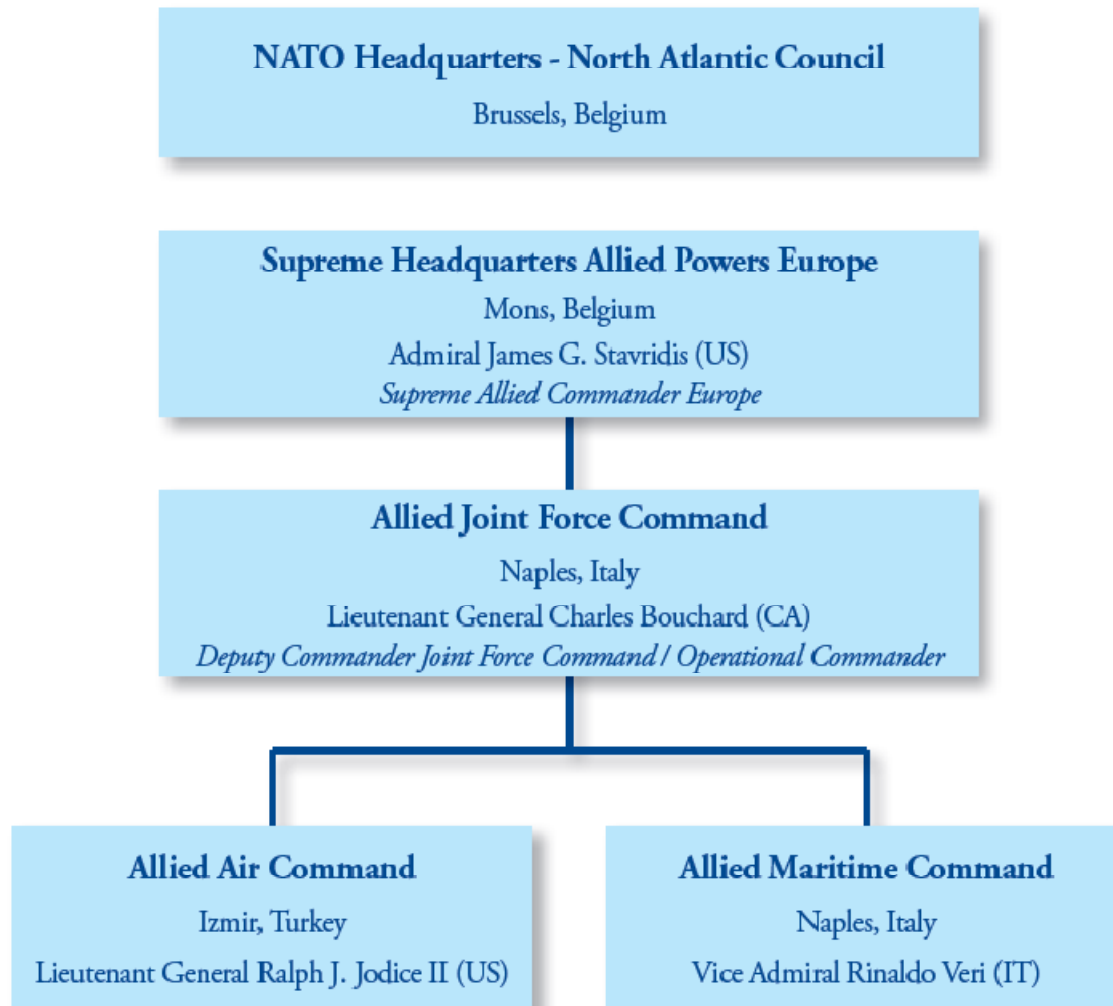 NATO Headquarters - North Atlantic Council
Brussels, Belgium
Supreme Headquarters Allied Powers Europe
Mons, Belgium
Admiral James G. Stavridis (US)
Supreme Allied Commander Europe
Allied Joint Force Command
Naples, Italy
Lieutenant General Charles Bouchard (CA)
Deputy Commander Joint Force Command / Operational Commander
Allied Air Command
Izmir, Turkey
Lieutenant General Ralph J. Jodice II (US)
Allied Maritime Command
Naples, Italy
Vice Admiral Rinaldo Veri (IT)